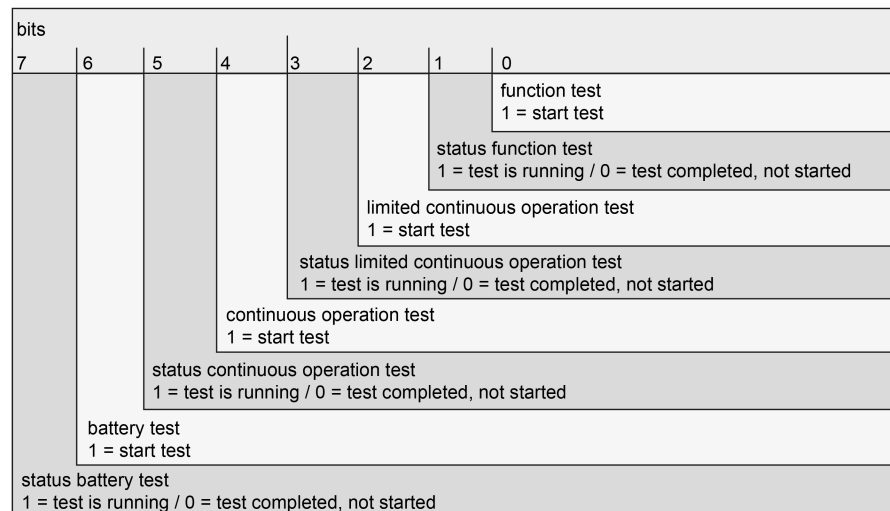 bits
7 6 5 4 3 2 1 0
function test
1 = start test
status function test
1 = test is running / 0 = test completed, not started
limited continuous operation test
1 = start test
status limited continuous operation test
1 = test is running / 0 = test completed, not started
continuous operation test
1 = start test
status continuous operation test
1 = test is running / 0 = test completed, not started
battery test
1 = start test
status battery test
1 = test is running / 0 = test completed, not started